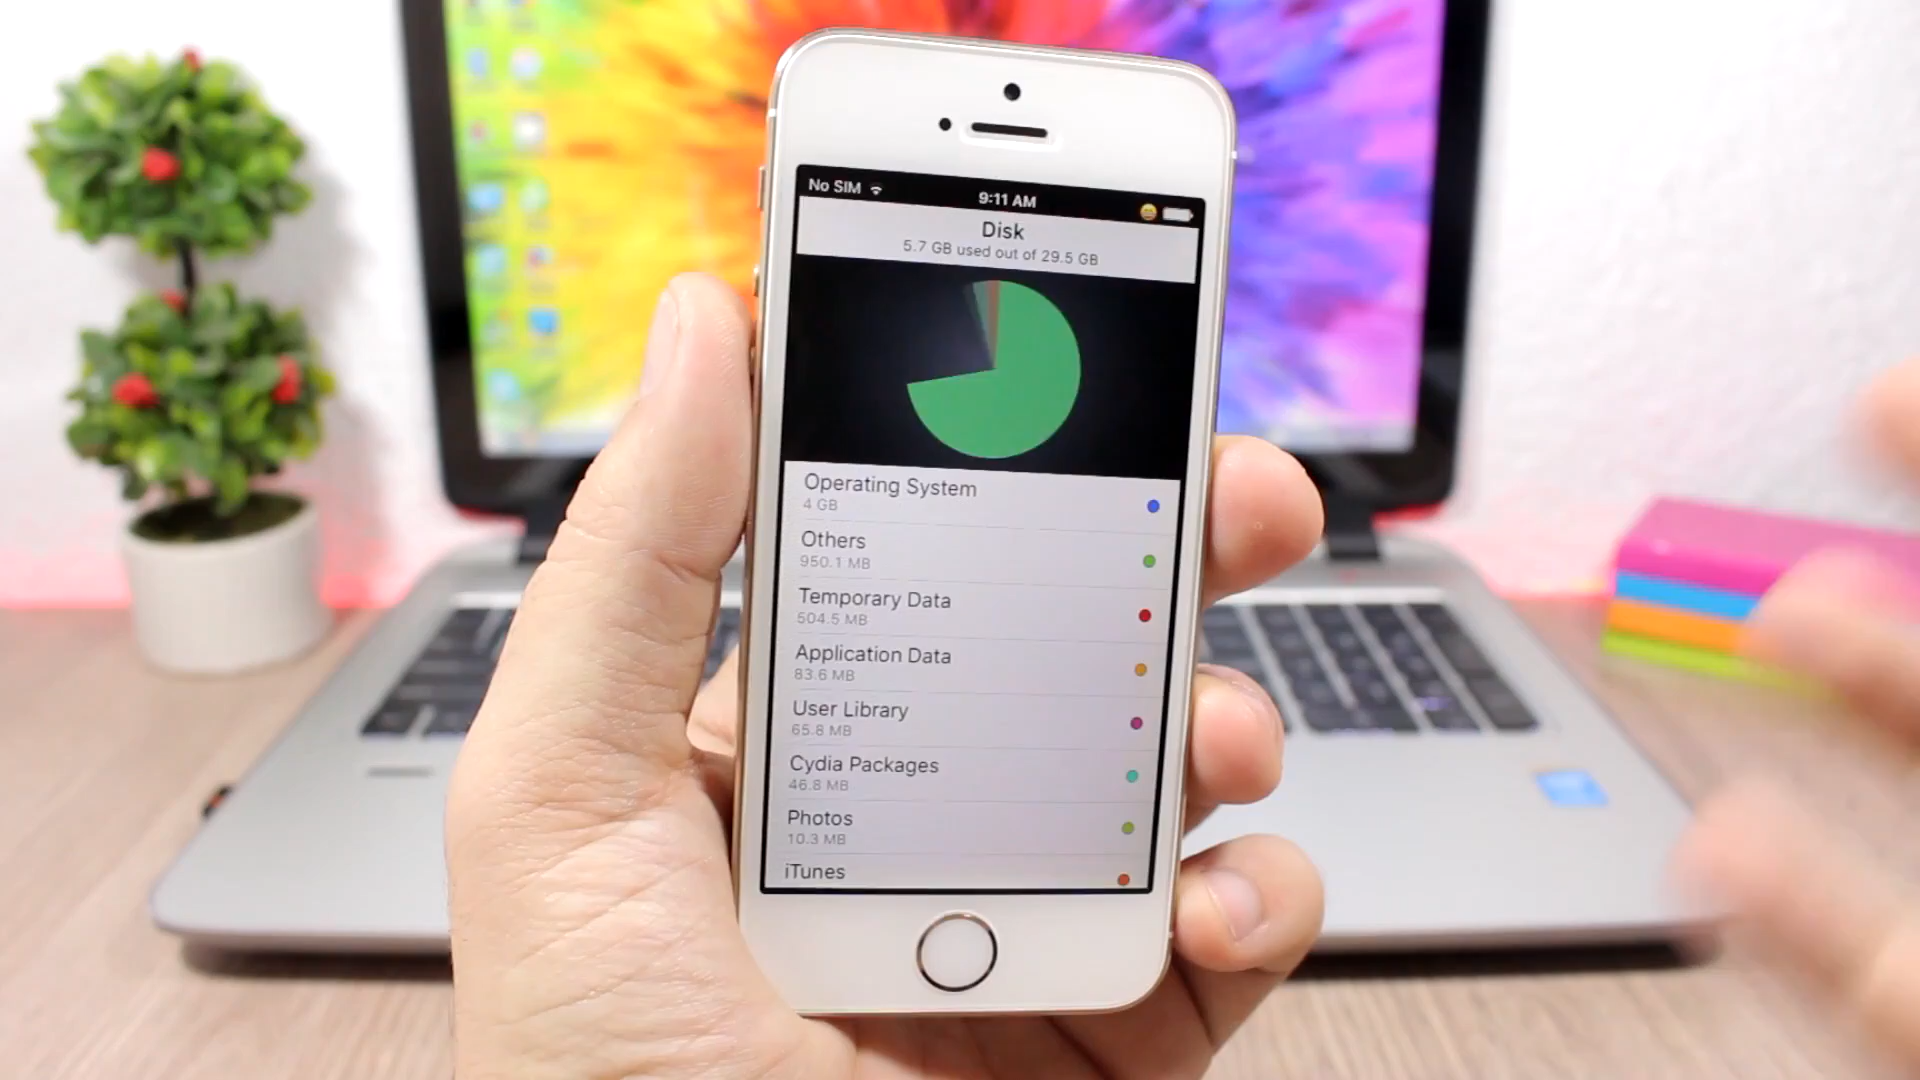 No SIM 9:11 AM
Disk
5.7 GB used out of 29.5 GB
Operating System
4 GB
Others
950.1 MB
Temporary Data
504.5 MB
Application Data
83.6 MB
User Library
65.8 MB
Cydia Packages
46.8 MB
Photos
10.3 MB
iTunes